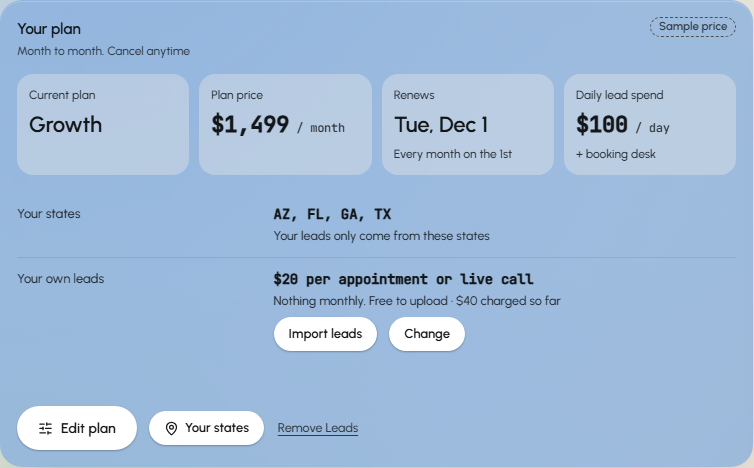 Your plan
Sample price
Month to month. Cancel anytime
Current plan
Growth
Plan price
$1,499 / month
Renews
Tue, Dec 1
Every month on the 1st
Daily lead spend
$100 / day
+ booking desk
Your states
AZ, FL, GA, TX
Your leads only come from these states
Your own leads
$20 per appointment or live call
Nothing monthly. Free to upload · $40 charged so far
Import leads
Change
Edit plan
Your states
Remove Leads